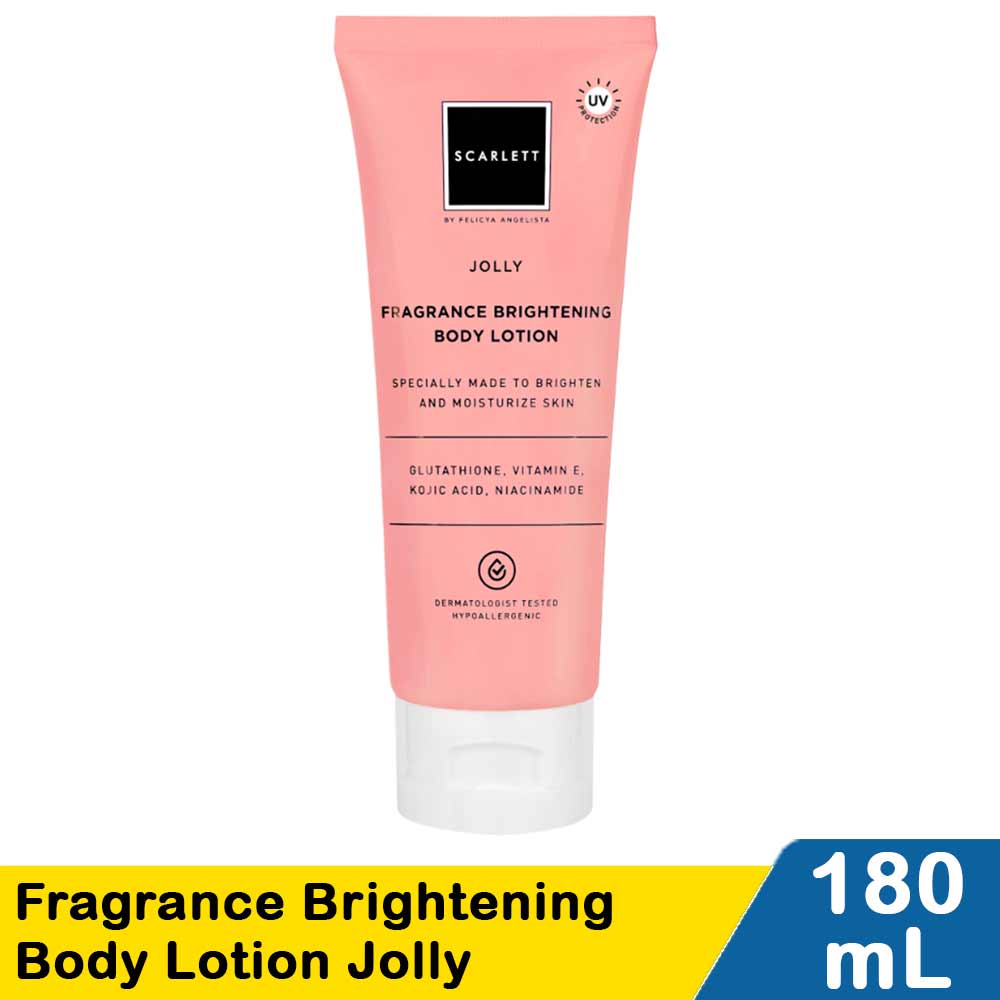 UV
PROTECTION
SCARLETT
BY FELICYA ANGELISTA
JOLLY
FRAGRANCE BRIGHTENING
BODY LOTION
SPECIALLY MADE TO BRIGHTEN
AND MOISTURIZE SKIN
GLUTATHIONE, VITAMIN E,
KOJIC ACID, NIACINAMIDE
DERMATOLOGIST TESTED
HYPOALLERGENIC
Fragrance Brightening
Body Lotion Jolly
180
mL